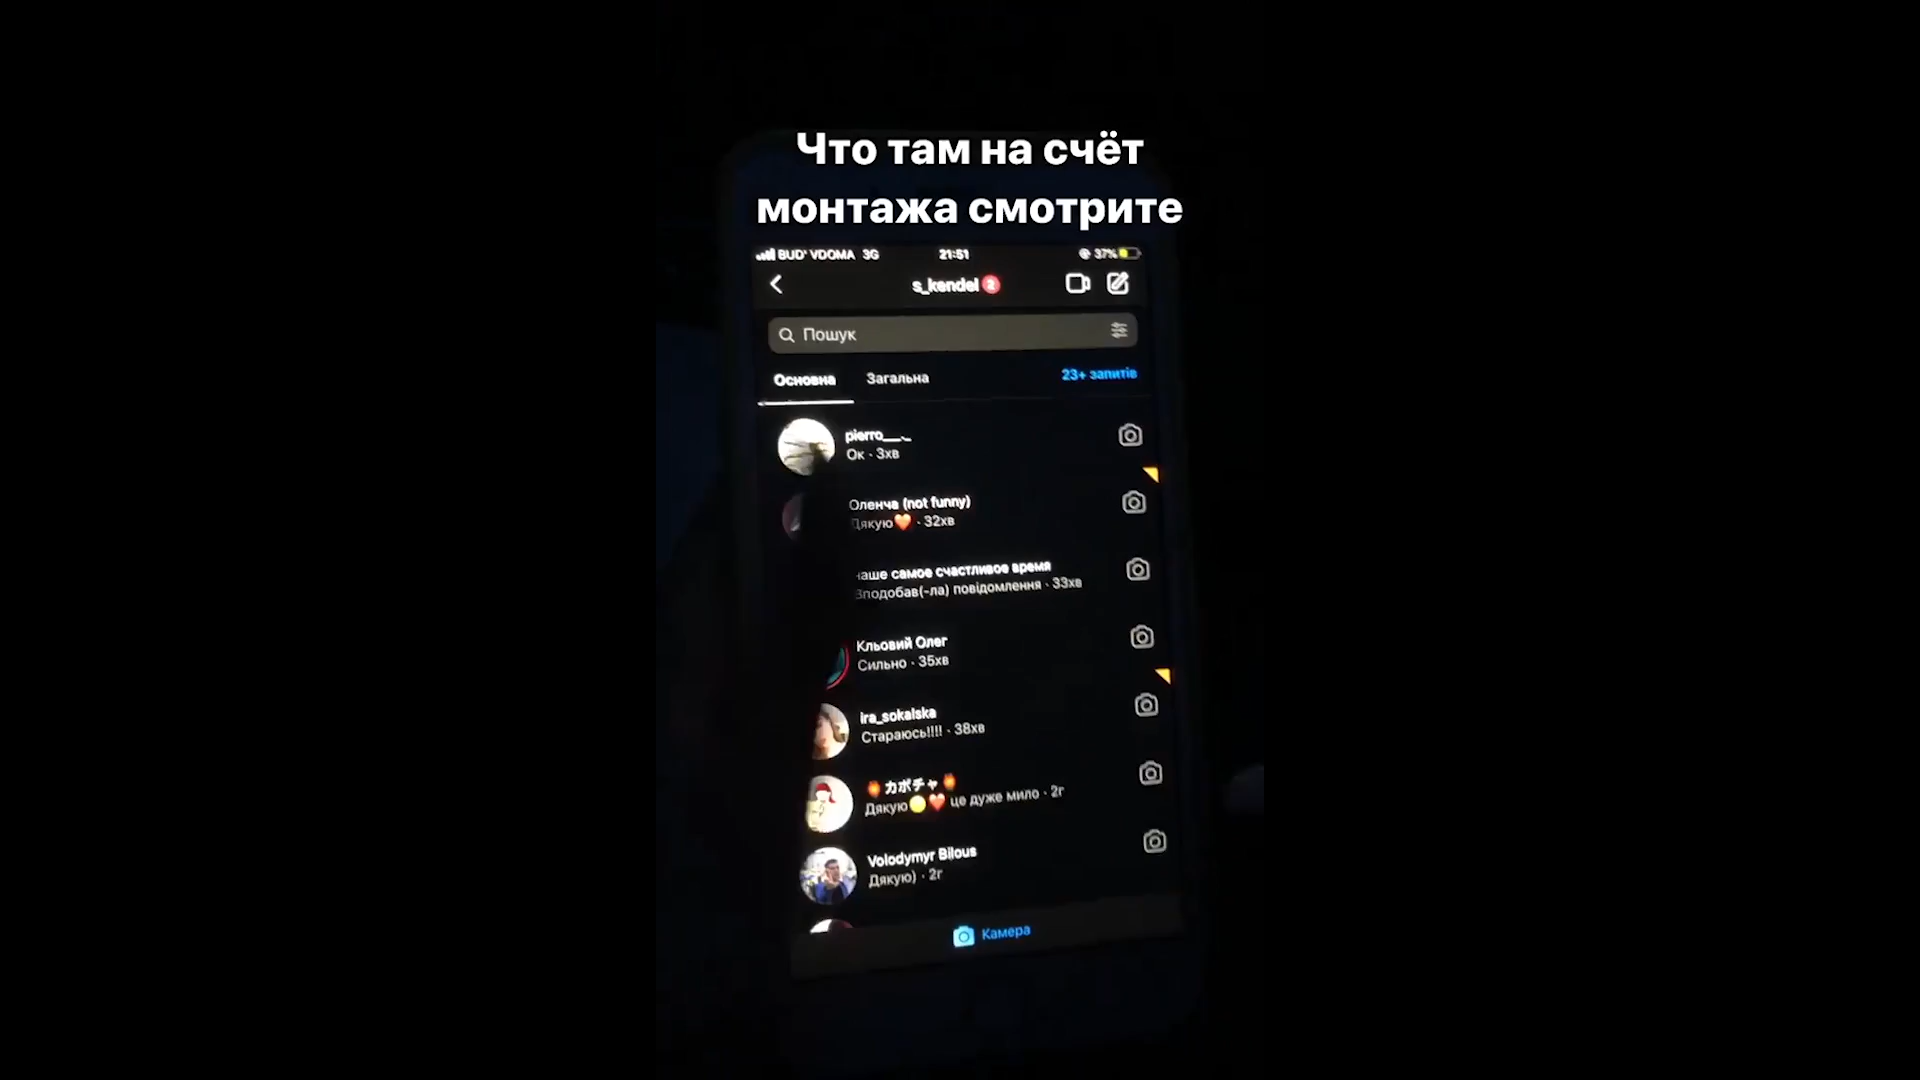 Что там на счёт
монтажа смотрите
BUD' VDOMA 3G 21:51 37%
s_kendel 2
Пошук
Основна Загальна 23+ запитів
pierro___._
Ок · 3хв
Оленча (not funny)
Дякую❤️ · 32хв
наше самое счастливое время
Вподобав(-ла) повідомлення · 33хв
Кльовий Олег
Сильно · 35хв
ira_sokalska
Стараюсь!!!! · 38хв
カボチャ
Дякую ❤️ це дуже мило · 2г
Volodymyr Bilous
Дякую) · 2г
Камера